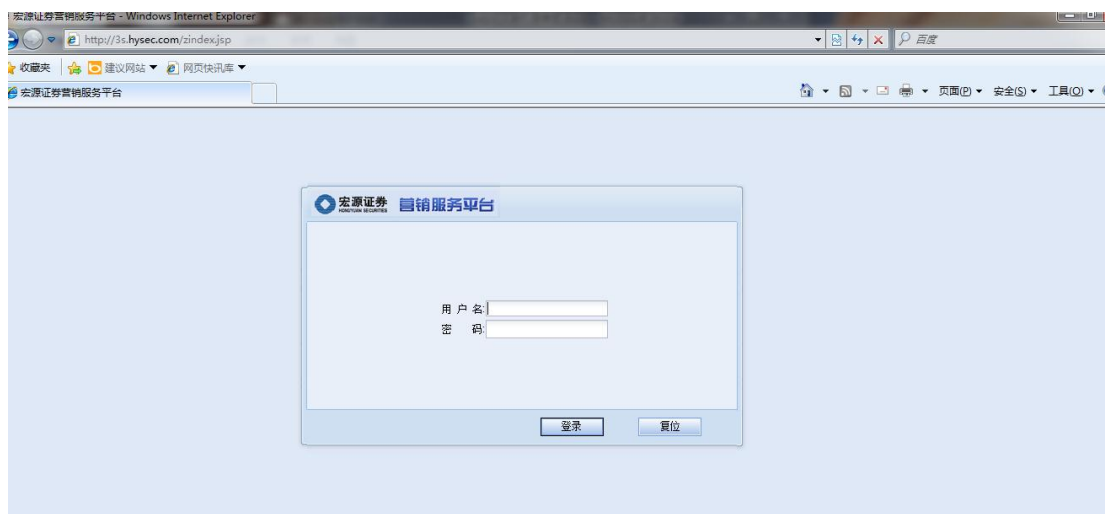 宏源证券营销服务平台 - Windows Internet Explorer
http://3s.hysec.com/zindex.jsp
百度
收藏夹 建议网站 网页快讯库
宏源证券营销服务平台
页面(P) 安全(S) 工具(O)
宏源证券 营销服务平台
HONGYUAN SECURITIES
用 户 名:
密 码:
登录 复位